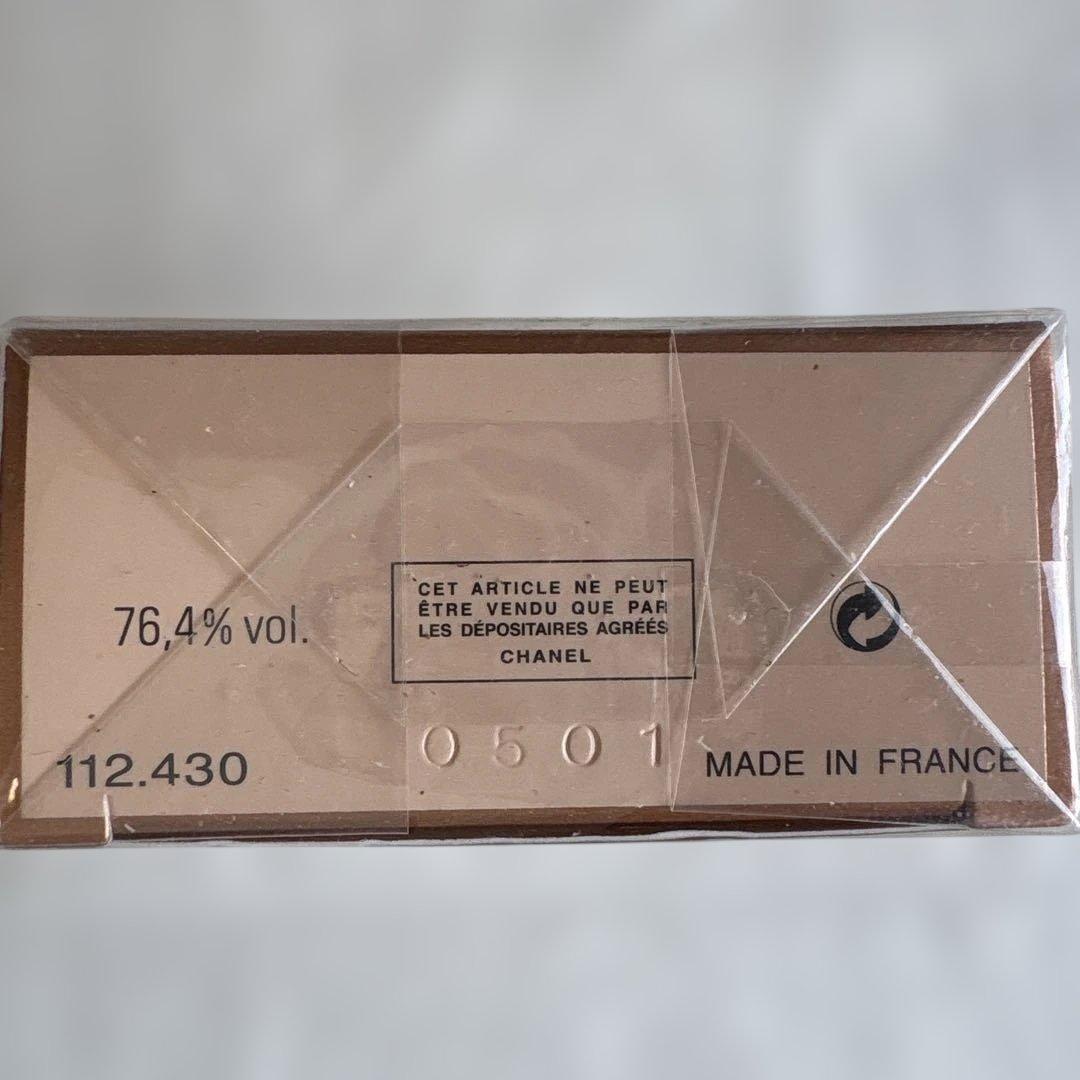 76,4% vol.
CET ARTICLE NE PEUT
ÊTRE VENDU QUE PAR
LES DÉPOSITAIRES AGRÉÉS
CHANEL
112.430
0501
MADE IN FRANCE